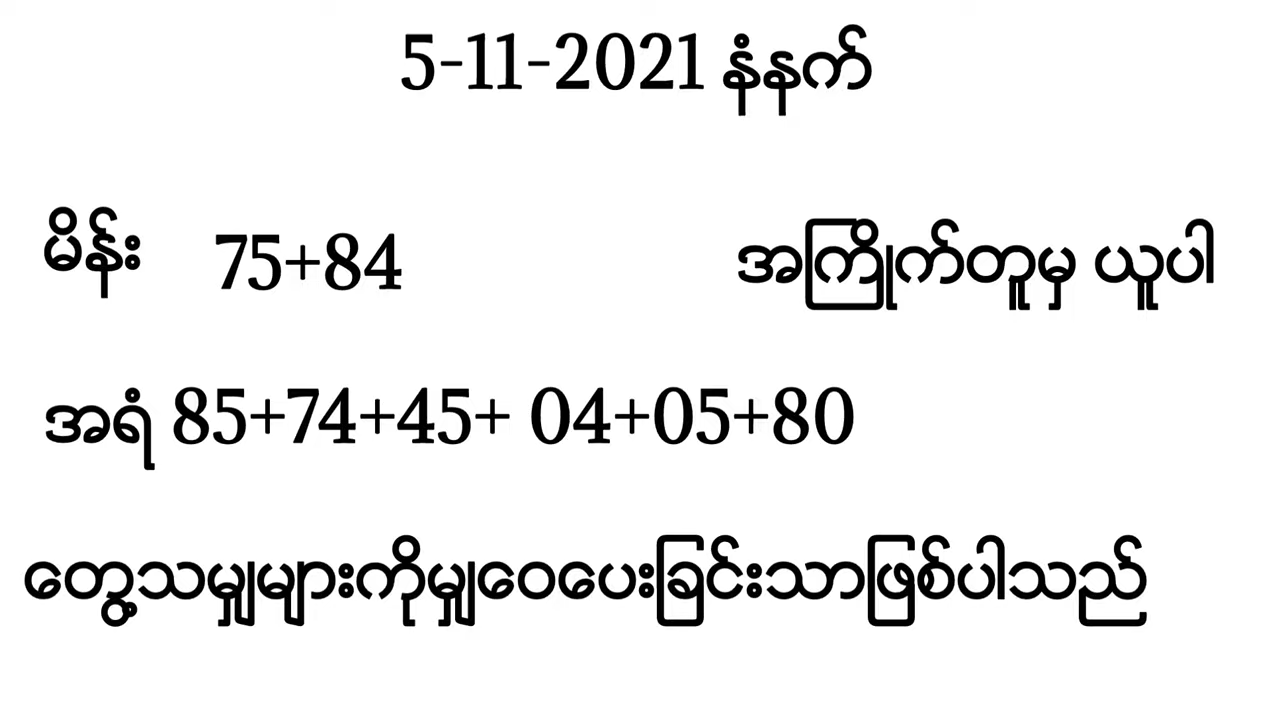 5-11-2021 နံနက်
မိန်း 75+84 အကြိုက်တူမှ ယူပါ
အရံ 85+74+45+ 04+05+80
တွေ့သမျှများကိုမျှဝေပေးခြင်းသာဖြစ်ပါသည်